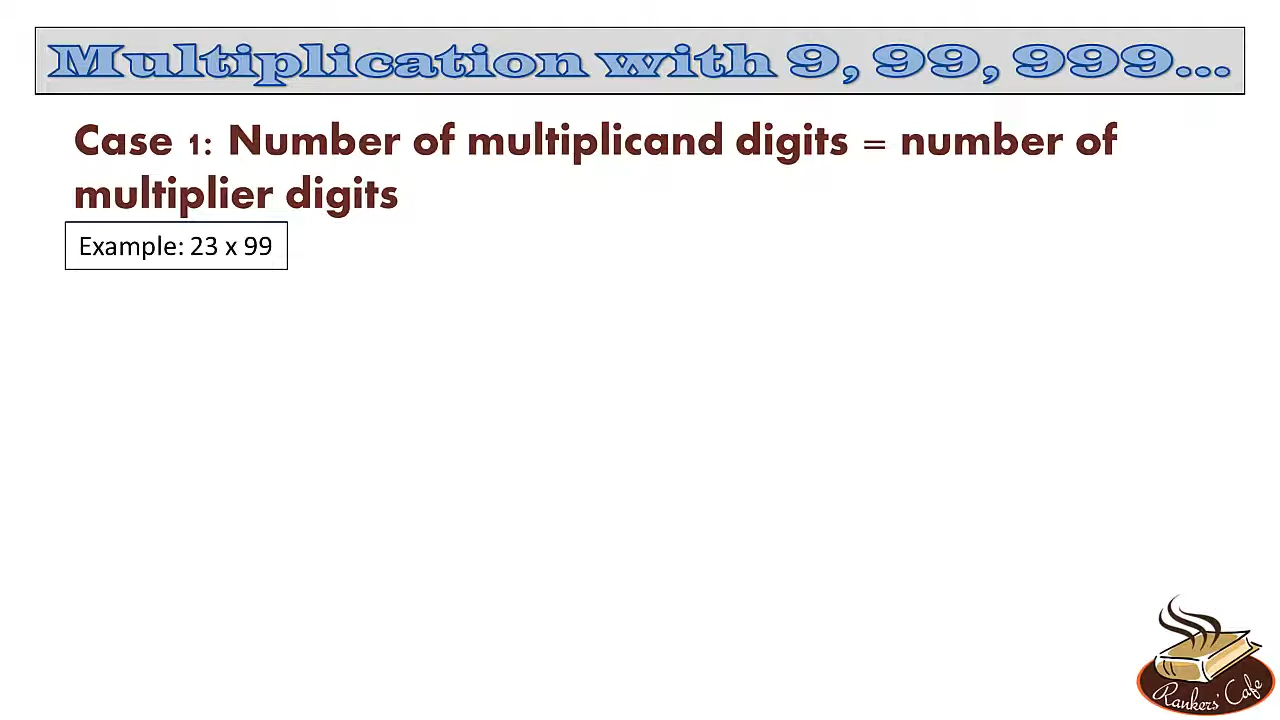 Multiplication with 9, 99, 999...
Case 1: Number of multiplicand digits = number of
multiplier digits
Example: 23 x 99
Rankers' Cafe